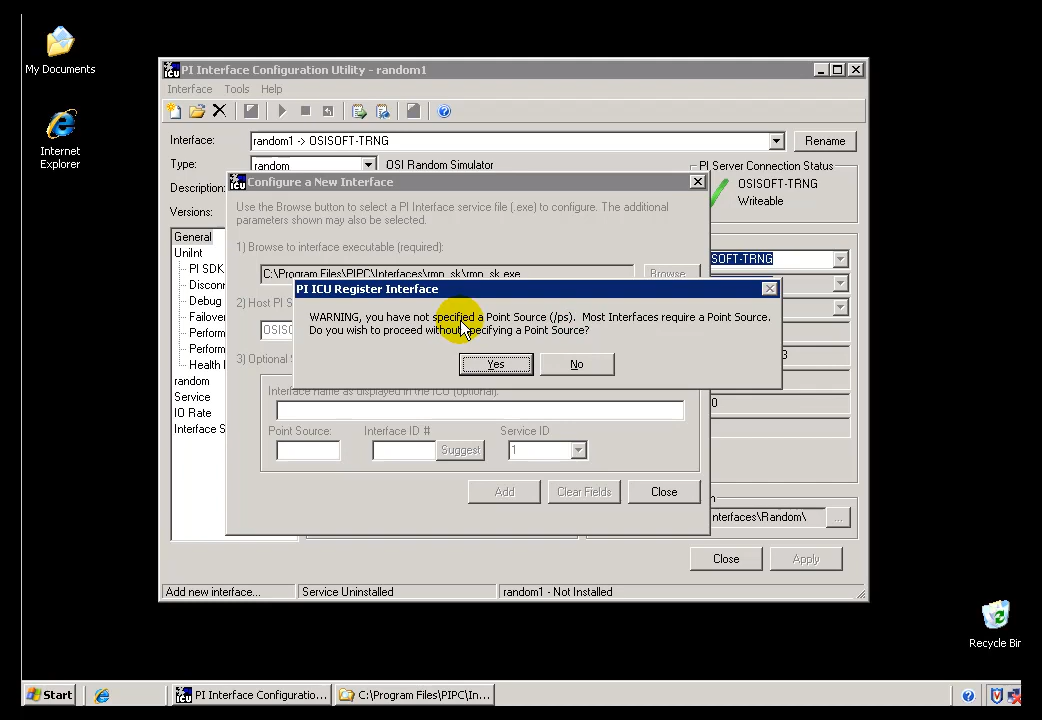 My Documents
Internet
Explorer
PI Interface Configuration Utility - random1
Interface Tools Help
Interface: random1 -> OSISOFT-TRNG Rename
Type: random OSI Random Simulator
PI Server Connection Status
OSISOFT-TRNG
Writeable
Description:
Versions:
General
UniInt
PI SDK
Disconn
Debug
Failover
Perform
Perform
Health I
random
Service
IO Rate
Interface S
Configure a New Interface
Use the Browse button to select a PI Interface service file (.exe) to configure. The additional
parameters shown may also be selected.
1) Browse to interface executable (required):
C:\Program Files\PIPC\Interfaces\rmp_sk\rmp_sk.exe Browse
2) Host PI S
OSIS
3) Optional S
PI ICU Register Interface
WARNING, you have not specified a Point Source (/ps). Most Interfaces require a Point Source.
Do you wish to proceed without specifying a Point Source?
Yes No
Interface name as displayed in the ICU (optional):
Point Source: Interface ID # Service ID
Suggest 1
Add Clear Fields Close
SOFT-TRNG
3
0
n
nterfaces\Random\ ...
Close Apply
Add new interface... Service Uninstalled random1 - Not Installed
Recycle Bin
Start PI Interface Configuratio... C:\Program Files\PIPC\In...